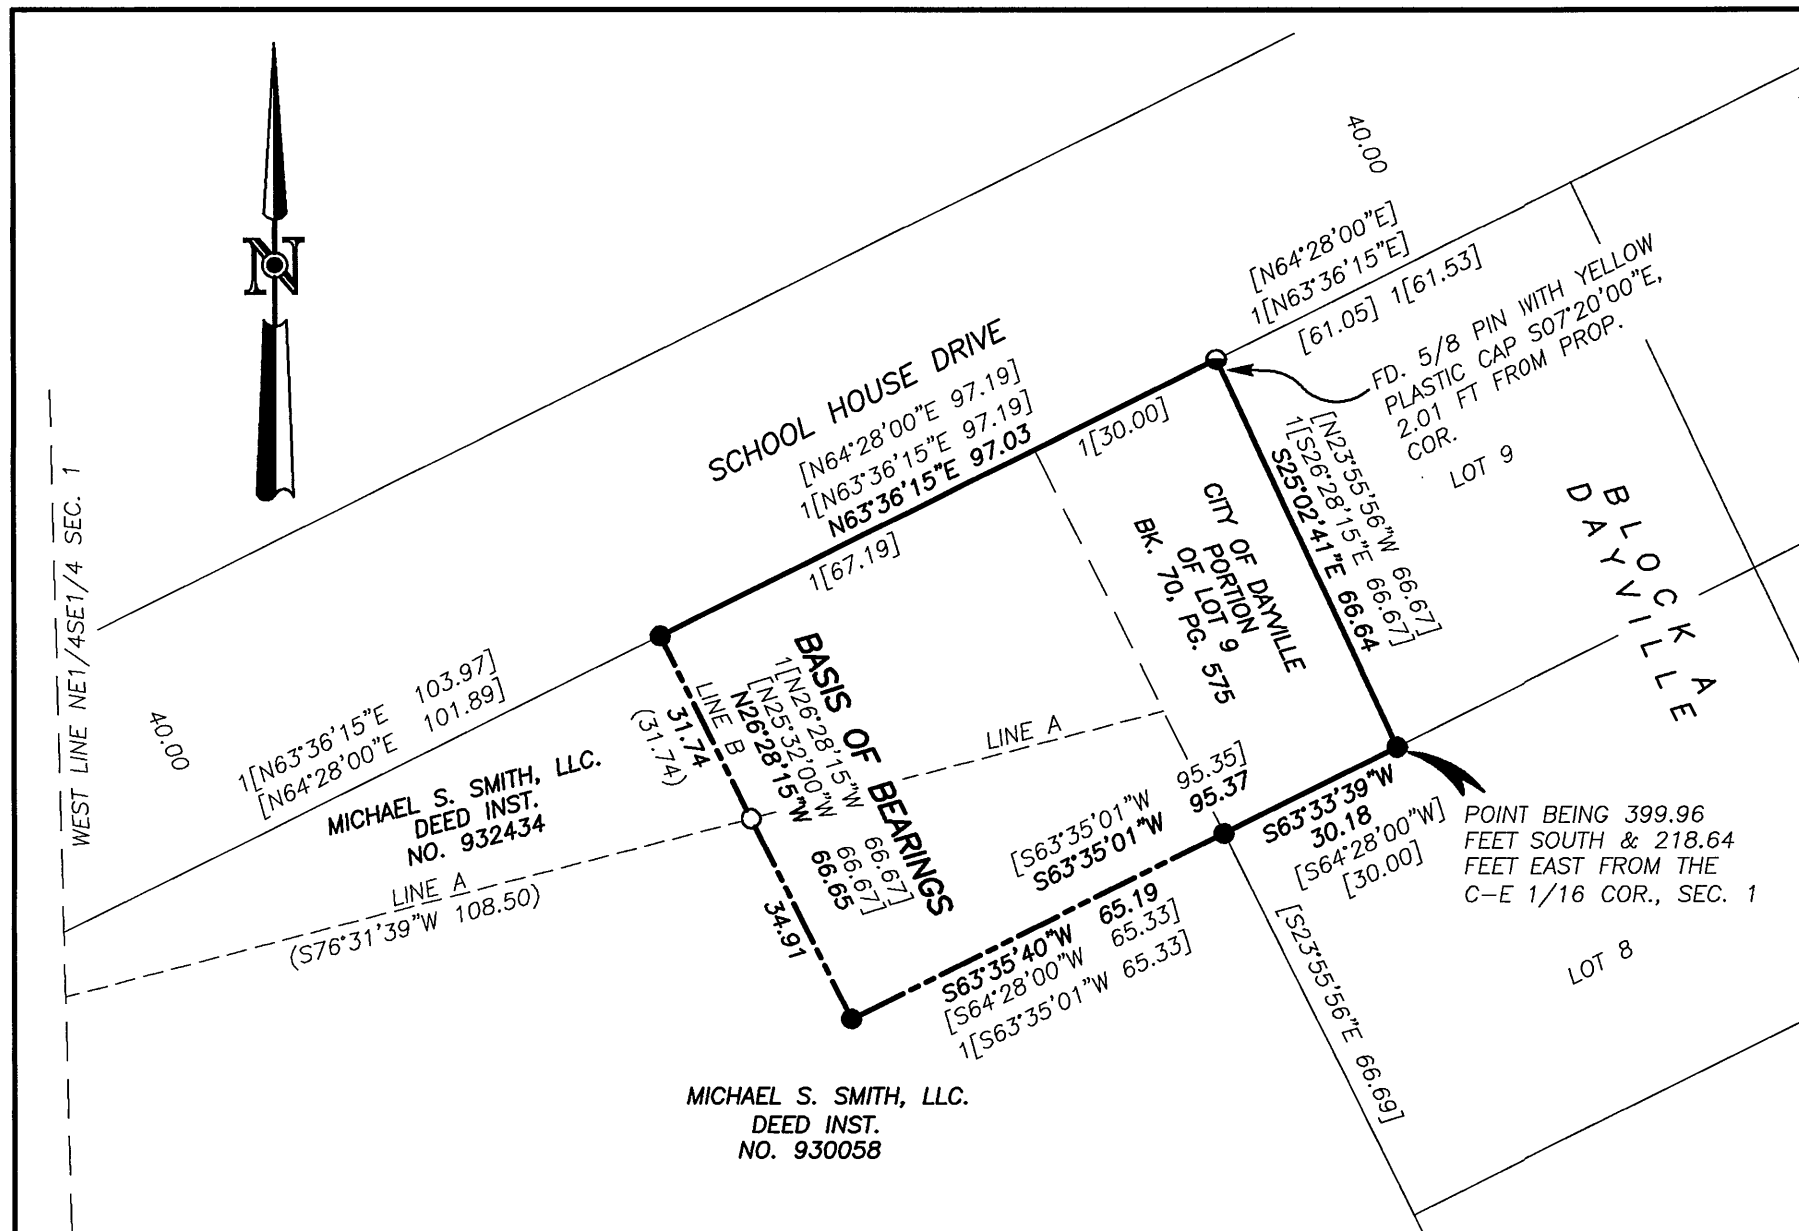 N
40.00
[N64°28'00"E]
1[N63°36'15"E]
[61.05] 1[61.53]
FD. 5/8 PIN WITH YELLOW
PLASTIC CAP S07°20'00"E,
2.01 FT FROM PROP.
COR.
SCHOOL HOUSE DRIVE
[N64°28'00"E 97.19]
1[N63°36'15"E 97.19]
N63°36'15"E 97.03
1[67.19]
1[30.00]
LOT 9
BLOCK A
DAYVILLE
[N23°55'56"W 66.67]
1[S26°28'15"E 66.67]
S25°02'41"E 66.64
CITY OF DAYVILLE
PORTION
OF LOT 9
BK. 70, PG. 575
WEST LINE NE1/4SE1/4 SEC. 1
40.00
1[N63°36'15"E 103.97]
[N64°28'00"E 101.89]
MICHAEL S. SMITH, LLC.
DEED INST.
NO. 932434
LINE A
(S76°31'39"W 108.50)
BASIS OF BEARINGS
1[N26°28'15"W 66.67]
[N25°32'00"W 66.67]
N26°28'15"W 66.65
LINE B
31.74
(31.74)
34.91
LINE A
[S63°35'01"W 95.35]
S63°35'01"W 95.37
S63°33'39"W
30.18
[S64°28'00"W]
[30.00]
POINT BEING 399.96
FEET SOUTH & 218.64
FEET EAST FROM THE
C-E 1/16 COR., SEC. 1
S63°35'40"W 65.19
[S64°28'00"W 65.33]
1[S63°35'01"W 65.33]
[S23°55'56"E 66.69]
LOT 8
MICHAEL S. SMITH, LLC.
DEED INST.
NO. 930058